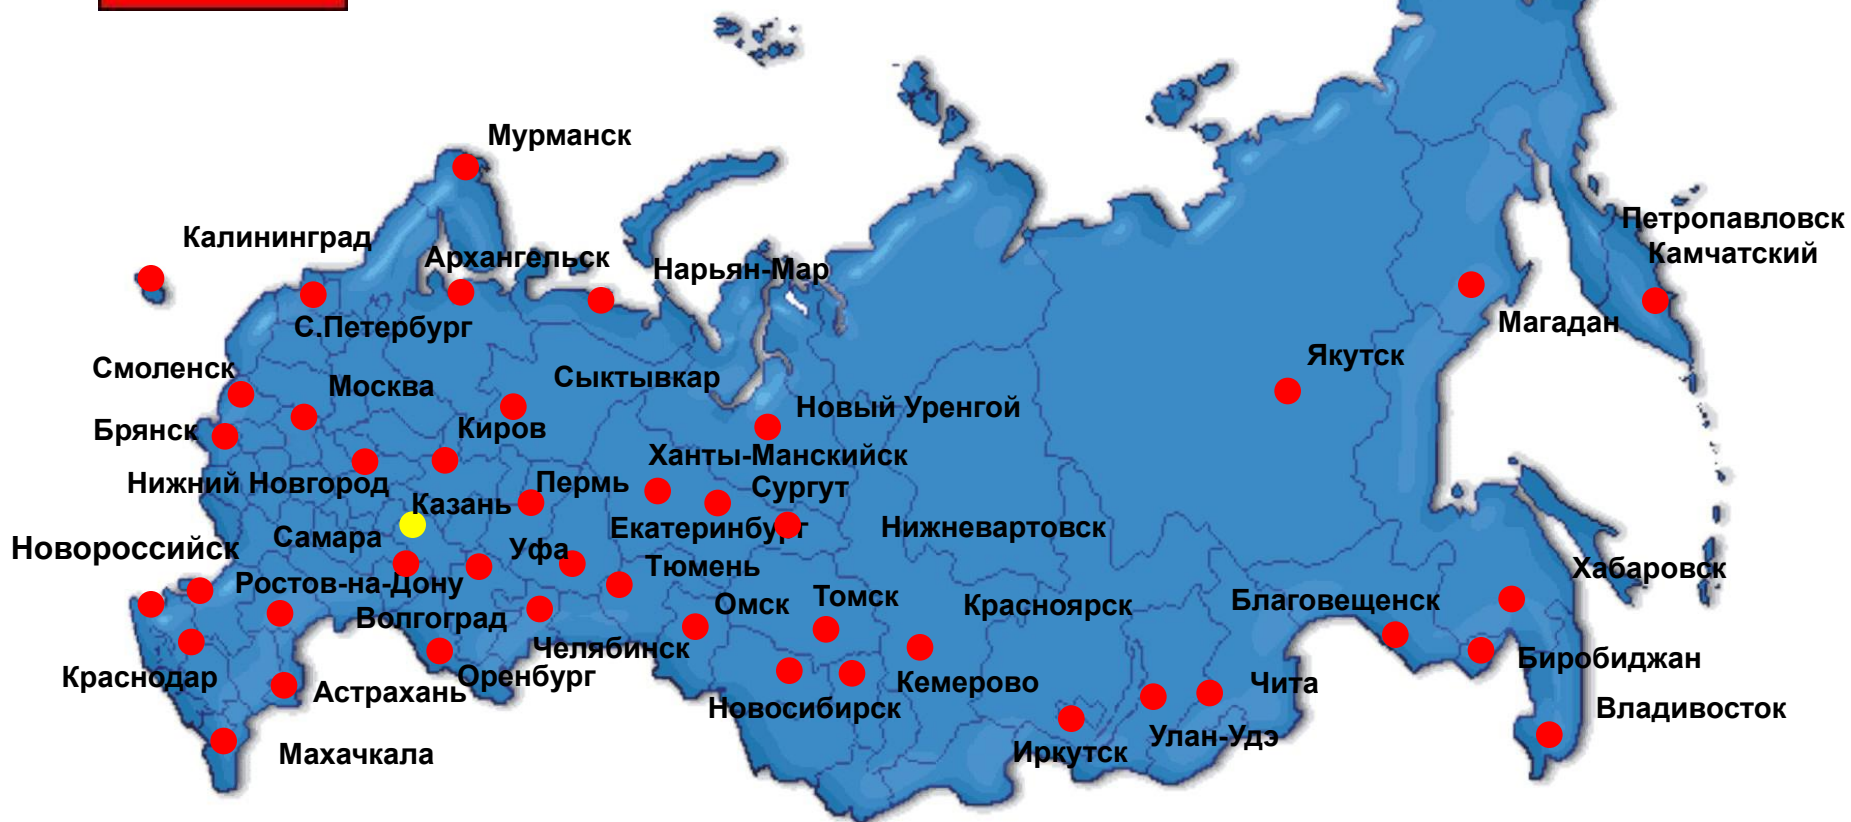 Мурманск
Петропавловск
Камчатский
Калининград
Архангельск
Нарьян-Мар
С.Петербург
Магадан
Якутск
Смоленск
Москва
Сыктывкар
Новый Уренгой
Брянск
Киров
Ханты-Манскийск
Нижний Новгород
Пермь
Сургут
Казань
Екатеринбург
Нижневартовск
Самара
Новороссийск
Уфа
Тюмень
Хабаровск
Ростов-на-Дону
Омск
Томск
Красноярск
Благовещенск
Волгоград
Челябинск
Биробиджан
Краснодар
Оренбург
Кемерово
Чита
Астрахань
Новосибирск
Владивосток
Улан-Удэ
Махачкала
Иркутск